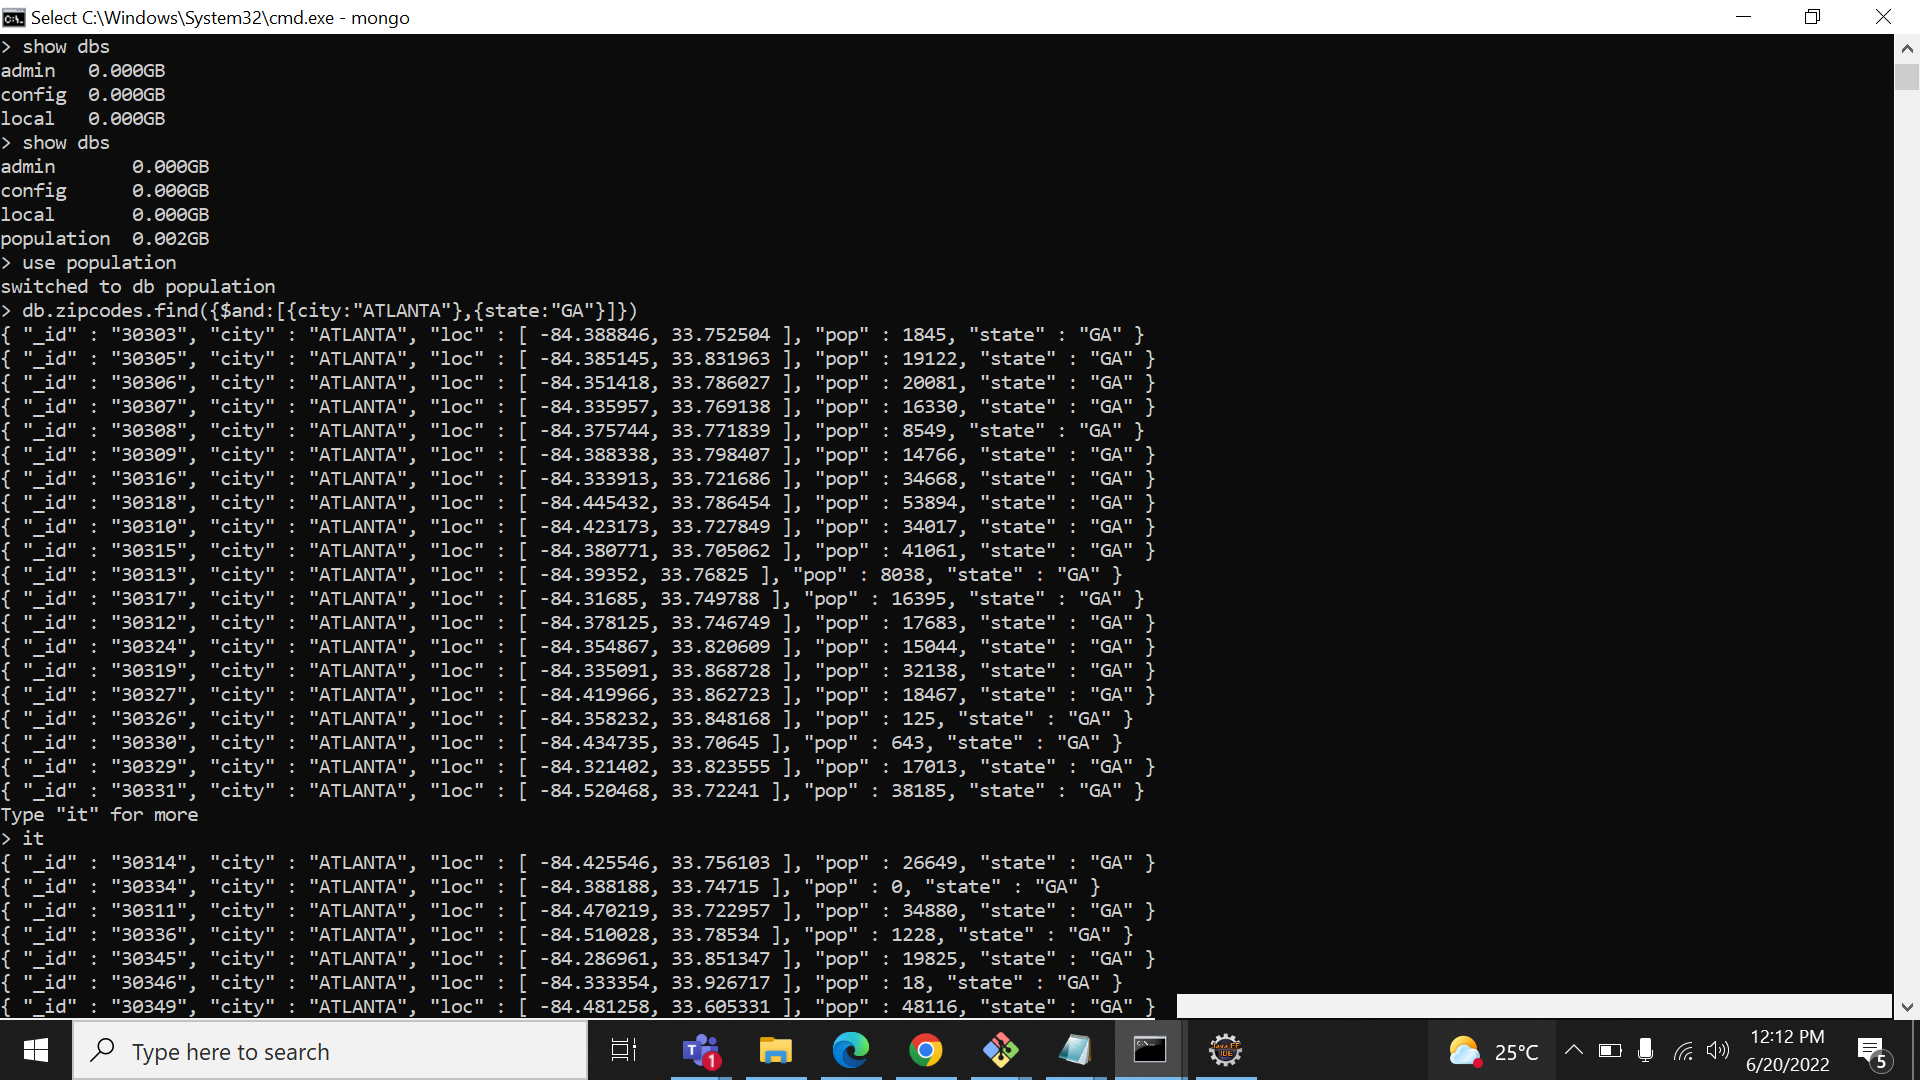 Select C:\Windows\System32\cmd.exe - mongo
> show dbs
admin   0.000GB
config  0.000GB
local   0.000GB
> show dbs
admin       0.000GB
config      0.000GB
local       0.000GB
population  0.002GB
> use population
switched to db population
> db.zipcodes.find({$and:[{city:"ATLANTA"},{state:"GA"}]})
{ "_id" : "30303", "city" : "ATLANTA", "loc" : [ -84.388846, 33.752504 ], "pop" : 1845, "state" : "GA" }
{ "_id" : "30305", "city" : "ATLANTA", "loc" : [ -84.385145, 33.831963 ], "pop" : 19122, "state" : "GA" }
{ "_id" : "30306", "city" : "ATLANTA", "loc" : [ -84.351418, 33.786027 ], "pop" : 20081, "state" : "GA" }
{ "_id" : "30307", "city" : "ATLANTA", "loc" : [ -84.335957, 33.769138 ], "pop" : 16330, "state" : "GA" }
{ "_id" : "30308", "city" : "ATLANTA", "loc" : [ -84.375744, 33.771839 ], "pop" : 8549, "state" : "GA" }
{ "_id" : "30309", "city" : "ATLANTA", "loc" : [ -84.388338, 33.798407 ], "pop" : 14766, "state" : "GA" }
{ "_id" : "30316", "city" : "ATLANTA", "loc" : [ -84.333913, 33.721686 ], "pop" : 34668, "state" : "GA" }
{ "_id" : "30318", "city" : "ATLANTA", "loc" : [ -84.445432, 33.786454 ], "pop" : 53894, "state" : "GA" }
{ "_id" : "30310", "city" : "ATLANTA", "loc" : [ -84.423173, 33.727849 ], "pop" : 34017, "state" : "GA" }
{ "_id" : "30315", "city" : "ATLANTA", "loc" : [ -84.380771, 33.705062 ], "pop" : 41061, "state" : "GA" }
{ "_id" : "30313", "city" : "ATLANTA", "loc" : [ -84.39352, 33.76825 ], "pop" : 8038, "state" : "GA" }
{ "_id" : "30317", "city" : "ATLANTA", "loc" : [ -84.31685, 33.749788 ], "pop" : 16395, "state" : "GA" }
{ "_id" : "30312", "city" : "ATLANTA", "loc" : [ -84.378125, 33.746749 ], "pop" : 17683, "state" : "GA" }
{ "_id" : "30324", "city" : "ATLANTA", "loc" : [ -84.354867, 33.820609 ], "pop" : 15044, "state" : "GA" }
{ "_id" : "30319", "city" : "ATLANTA", "loc" : [ -84.335091, 33.868728 ], "pop" : 32138, "state" : "GA" }
{ "_id" : "30327", "city" : "ATLANTA", "loc" : [ -84.419966, 33.862723 ], "pop" : 18467, "state" : "GA" }
{ "_id" : "30326", "city" : "ATLANTA", "loc" : [ -84.358232, 33.848168 ], "pop" : 125, "state" : "GA" }
{ "_id" : "30330", "city" : "ATLANTA", "loc" : [ -84.434735, 33.70645 ], "pop" : 643, "state" : "GA" }
{ "_id" : "30329", "city" : "ATLANTA", "loc" : [ -84.321402, 33.823555 ], "pop" : 17013, "state" : "GA" }
{ "_id" : "30331", "city" : "ATLANTA", "loc" : [ -84.520468, 33.72241 ], "pop" : 38185, "state" : "GA" }
Type "it" for more
> it
{ "_id" : "30314", "city" : "ATLANTA", "loc" : [ -84.425546, 33.756103 ], "pop" : 26649, "state" : "GA" }
{ "_id" : "30334", "city" : "ATLANTA", "loc" : [ -84.388188, 33.74715 ], "pop" : 0, "state" : "GA" }
{ "_id" : "30311", "city" : "ATLANTA", "loc" : [ -84.470219, 33.722957 ], "pop" : 34880, "state" : "GA" }
{ "_id" : "30336", "city" : "ATLANTA", "loc" : [ -84.510028, 33.78534 ], "pop" : 1228, "state" : "GA" }
{ "_id" : "30345", "city" : "ATLANTA", "loc" : [ -84.286961, 33.851347 ], "pop" : 19825, "state" : "GA" }
{ "_id" : "30346", "city" : "ATLANTA", "loc" : [ -84.333354, 33.926717 ], "pop" : 18, "state" : "GA" }
{ "_id" : "30349", "city" : "ATLANTA", "loc" : [ -84.481258, 33.605331 ], "pop" : 48116, "state" : "GA" }
Type here to search
T
1
Java EE
IDE
25°C
12:12 PM
6/20/2022
5